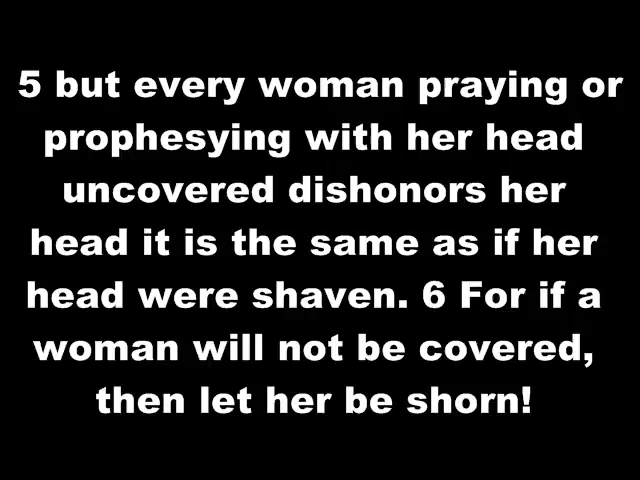 5 but every woman praying or
prophesying with her head
uncovered dishonors her
head it is the same as if her
head were shaven. 6 For if a
woman will not be covered,
then let her be shorn!